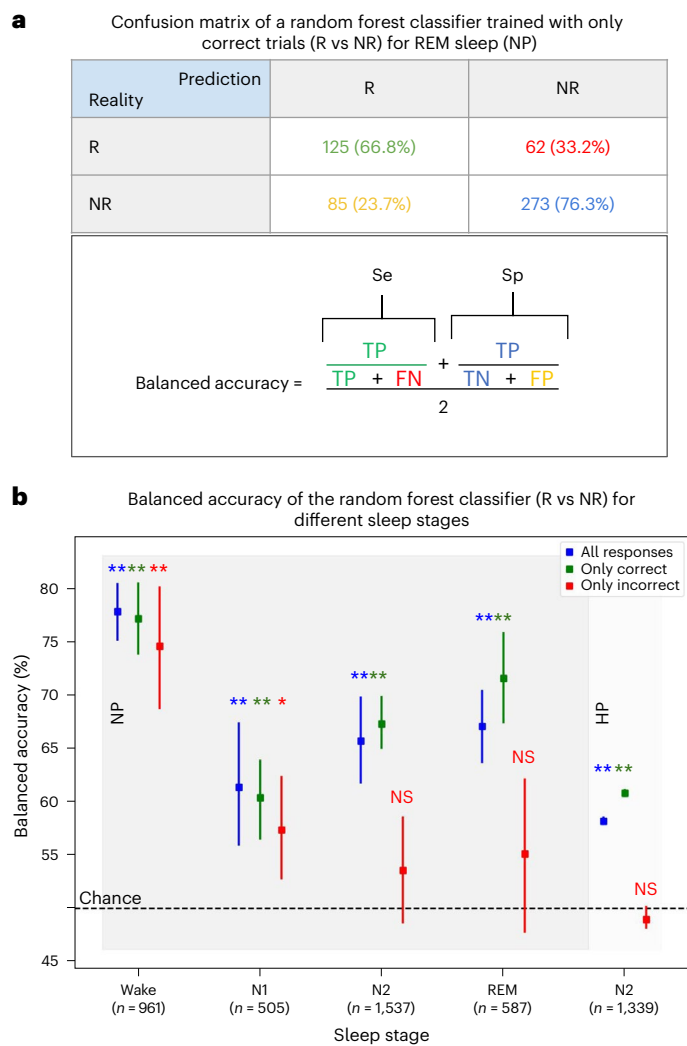 a
Confusion matrix of a random forest classifier trained with only
correct trials (R vs NR) for REM sleep (NP)
Prediction
Reality
R
NR
R
125 (66.8%)
62 (33.2%)
NR
85 (23.7%)
273 (76.3%)
Se
Sp
TP
TP
+
Balanced accuracy =
TP + FN
TN + FP
2
b
Balanced accuracy of the random forest classifier (R vs NR) for
different sleep stages
All responses
Only correct
Only incorrect
Balanced accuracy (%)
80
75
70
65
60
55
45
NP
HP
Chance
** ** **
** ** *
** **
NS
** **
NS
** **
NS
Wake
(n = 961)
N1
(n = 505)
N2
(n = 1,537)
REM
(n = 587)
N2
(n = 1,339)
Sleep stage